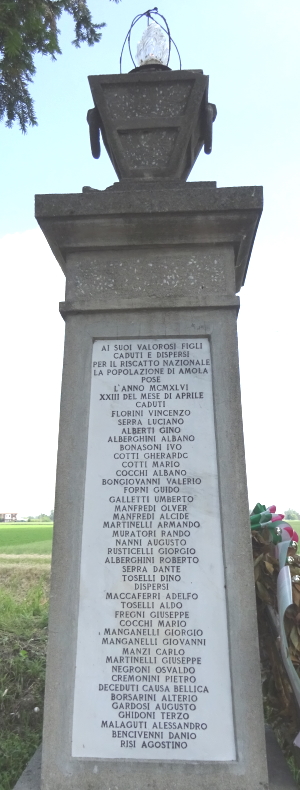 AI SUOI VALOROSI FIGLI
CADUTI E DISPERSI
PER IL RISCATTO NAZIONALE
LA POPOLAZIONE DI AMOLA
POSE
L'ANNO MCMXLVI
XXIII DEL MESE DI APRILE
CADUTI
FLORINI VINCENZO
SERRA LUCIANO
ALBERTI GINO
ALBERGHINI ALBANO
BONASONI IVO
COTTI GHERARDO
COTTI MARIO
COCCHI ALBANO
BONGIOVANNI VALERIO
FORNI GUIDO
GALLETTI UMBERTO
MANFREDI OLVER
MANFREDI ALCIDE
MARTINELLI ARMANDO
MURATORI RANDO
NANNI AUGUSTO
RUSTICELLI GIORGIO
ALBERGHINI ROBERTO
SERRA DANTE
TOSELLI DINO
DISPERSI
MACCAFERRI ADELFO
TOSELLI ALDO
FREGNI GIUSEPPE
COCCHI MARIO
MANGANELLI GIORGIO
MANGANELLI GIOVANNI
MANZI CARLO
MARTINELLI GIUSEPPE
NEGRONI OSVALDO
CREMONINI PIETRO
DECEDUTI CAUSA BELLICA
BORSARINI ALTERIO
GARDOSI AUGUSTO
GHIDONI TERZO
MALAGUTI ALESSANDRO
BENCIVENNI DANIO
RISI AGOSTINO